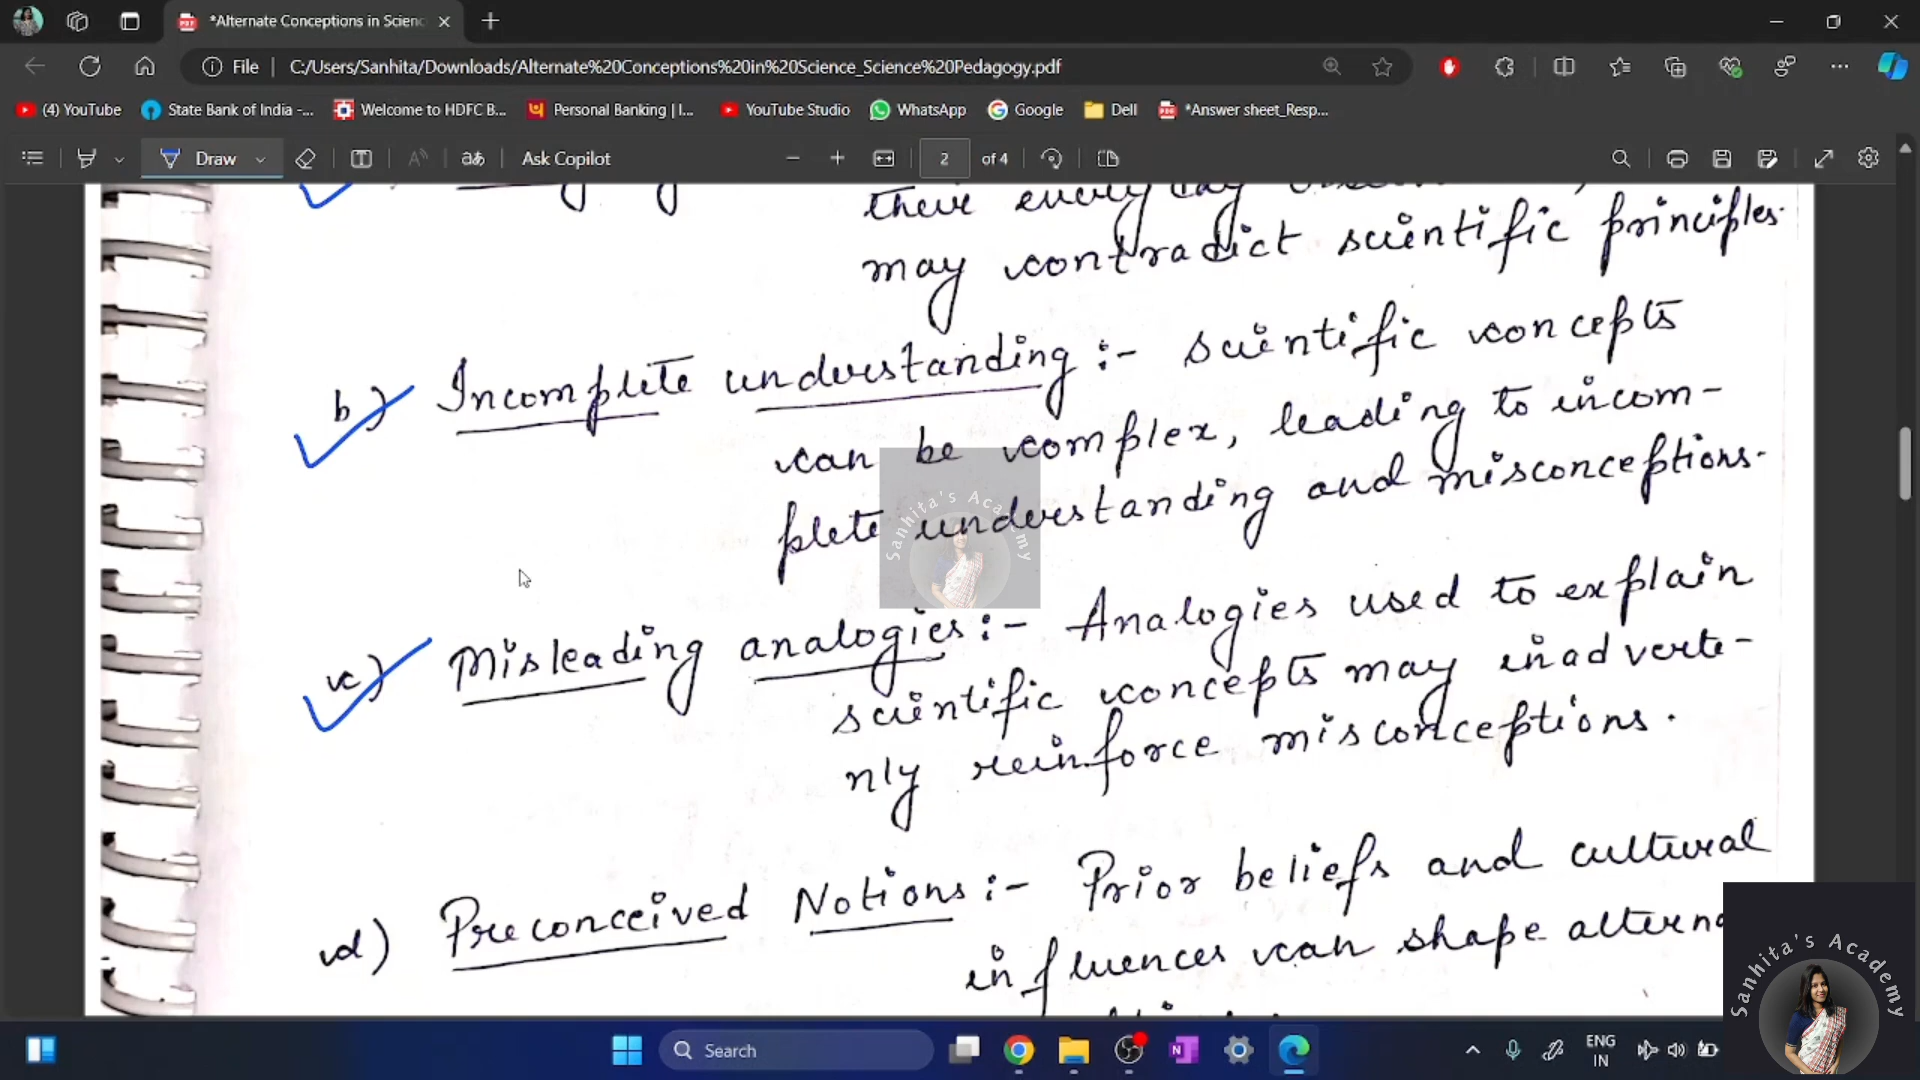 *Alternate Conceptions in Scienc
File
C:/Users/Sanhita/Downloads/Alternate%20Conceptions%20in%20Science_Science%20Pedagogy.pdf
(4) YouTube
State Bank of India -...
Welcome to HDFC B...
Personal Banking | I...
YouTube Studio
WhatsApp
Google
Dell
*Answer sheet_Resp...
Draw
Ask Copilot
2 of 4
their everyday
may contradict scientific principles.
b) Incomplete understanding :- scientific concepts
can be complex, leading to incom-
plete understanding and misconceptions.
c) Misleading analogies :- Analogies used to explain
scientific concepts may inadverte-
nly reinforce misconceptions.
d) Preconceived Notions :- Prior beliefs and cultural
influences can shape altern
Sanhita's Academy
Sanhita's Academy
Search
ENG
IN